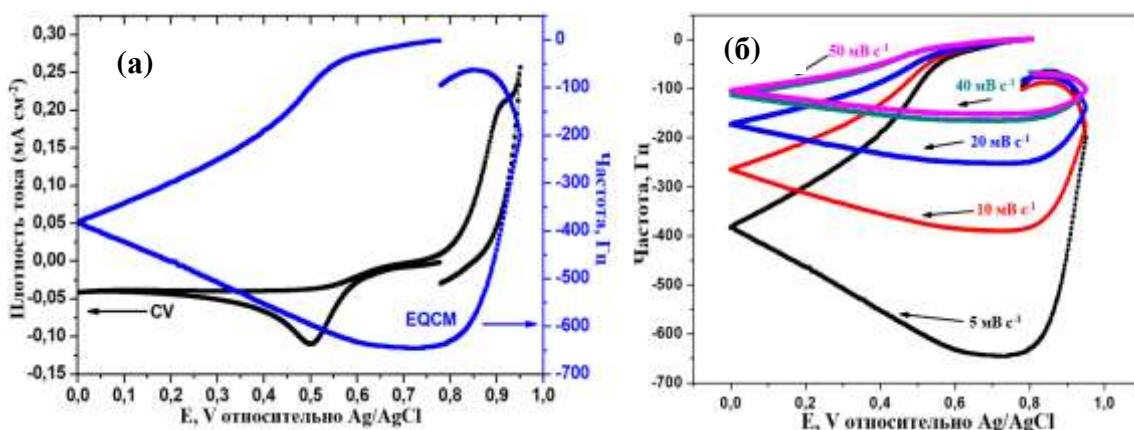 (а)
0,30
0,25
0,20
0,15
0,10
0,05
0,00
-0,05
-0,10
-0,15
Плотность тока (мА см-2)
CV
EQCM
0
-100
-200
-300
-400
-500
-600
-700
Частота, Гц
0,0 0,1 0,2 0,3 0,4 0,5 0,6 0,7 0,8 0,9 1,0
E, V относительно Ag/AgCl
(б)
50 мВ с-1
40 мВ с-1
20 мВ с-1
10 мВ с-1
5 мВ с-1
0
-100
-200
-300
-400
-500
-600
-700
Частота, Гц
0,0 0,2 0,4 0,6 0,8 1,0
E, V относительно Ag/AgCl